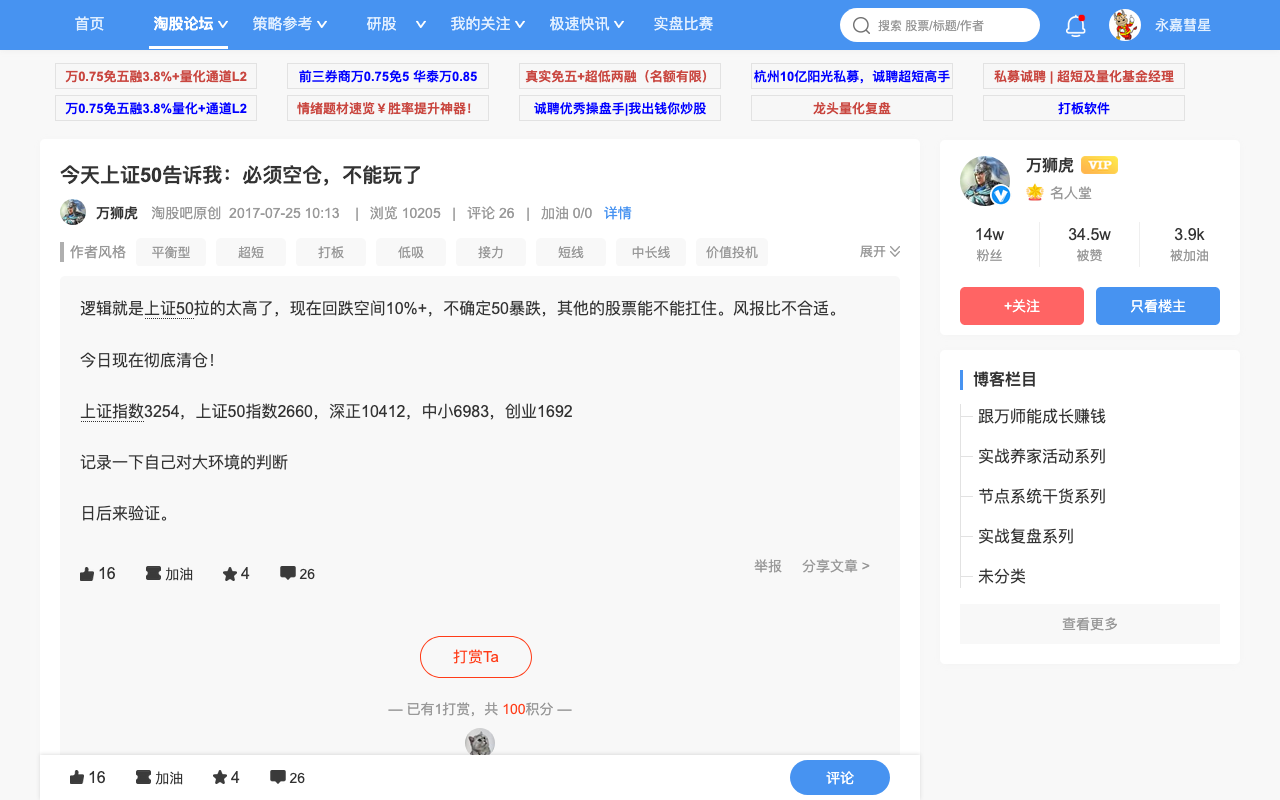 首页 淘股论坛 策略参考 研股 我的关注 极速快讯 实盘比赛 搜索 股票/标题/作者 永嘉彗星
万0.75免五融3.8%+量化通道L2 前三券商万0.75免5 华泰万0.85 真实免五+超低两融（名额有限） 杭州10亿阳光私募，诚聘超短高手 私募诚聘 | 超短及量化基金经理
万0.75免五融3.8%量化+通道L2 情绪题材速览￥胜率提升神器！ 诚聘优秀操盘手|我出钱你炒股 龙头量化复盘 打板软件
今天上证50告诉我：必须空仓，不能玩了
万狮虎 淘股吧原创 2017-07-25 10:13 | 浏览 10205 | 评论 26 | 加油 0/0 详情
作者风格 平衡型 超短 打板 低吸 接力 短线 中长线 价值投机 展开
逻辑就是上证50拉的太高了，现在回跌空间10%+，不确定50暴跌，其他的股票能不能扛住。风报比不合适。
今日现在彻底清仓！
上证指数3254，上证50指数2660，深正10412，中小6983，创业1692
记录一下自己对大环境的判断
日后来验证。
16 加油 4 26 举报 分享文章 >
打赏Ta
— 已有1打赏，共 100积分 —
16 加油 4 26 评论
万狮虎 VIP
名人堂
14w 34.5w 3.9k
粉丝 被赞 被加油
+关注 只看楼主
博客栏目
跟万师能成长赚钱
实战养家活动系列
节点系统干货系列
实战复盘系列
未分类
查看更多